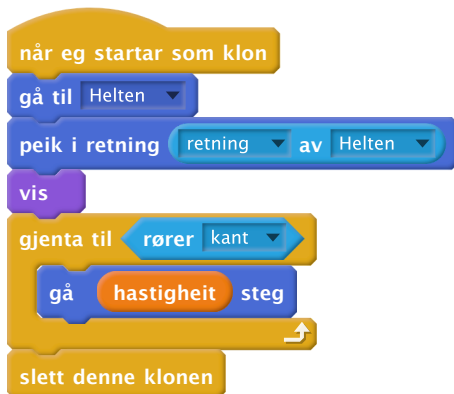 når eg startar som klon
gå til Helten
peik i retning retning av Helten
vis
gjenta til rører kant
gå hastigheit steg
slett denne klonen